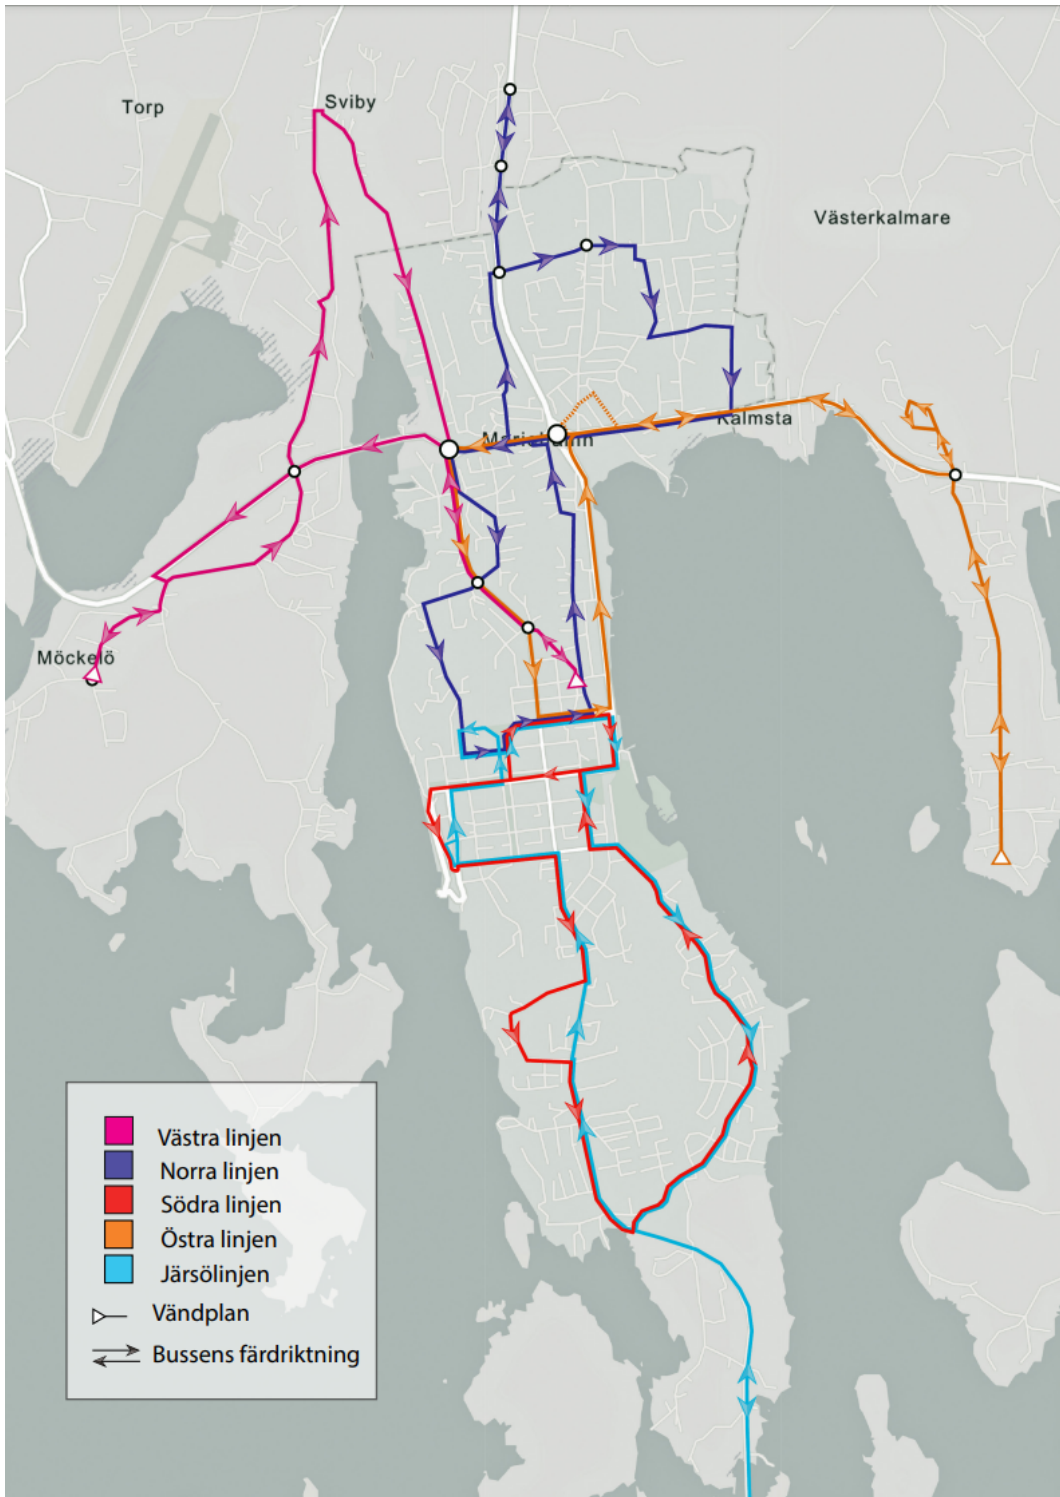 Sviby
Torp
Västerkalmare
Kalmsta
Möckelö
Västra linjen
Norra linjen
Södra linjen
Östra linjen
Järsölinjen
Vändplan
Bussens färdriktning